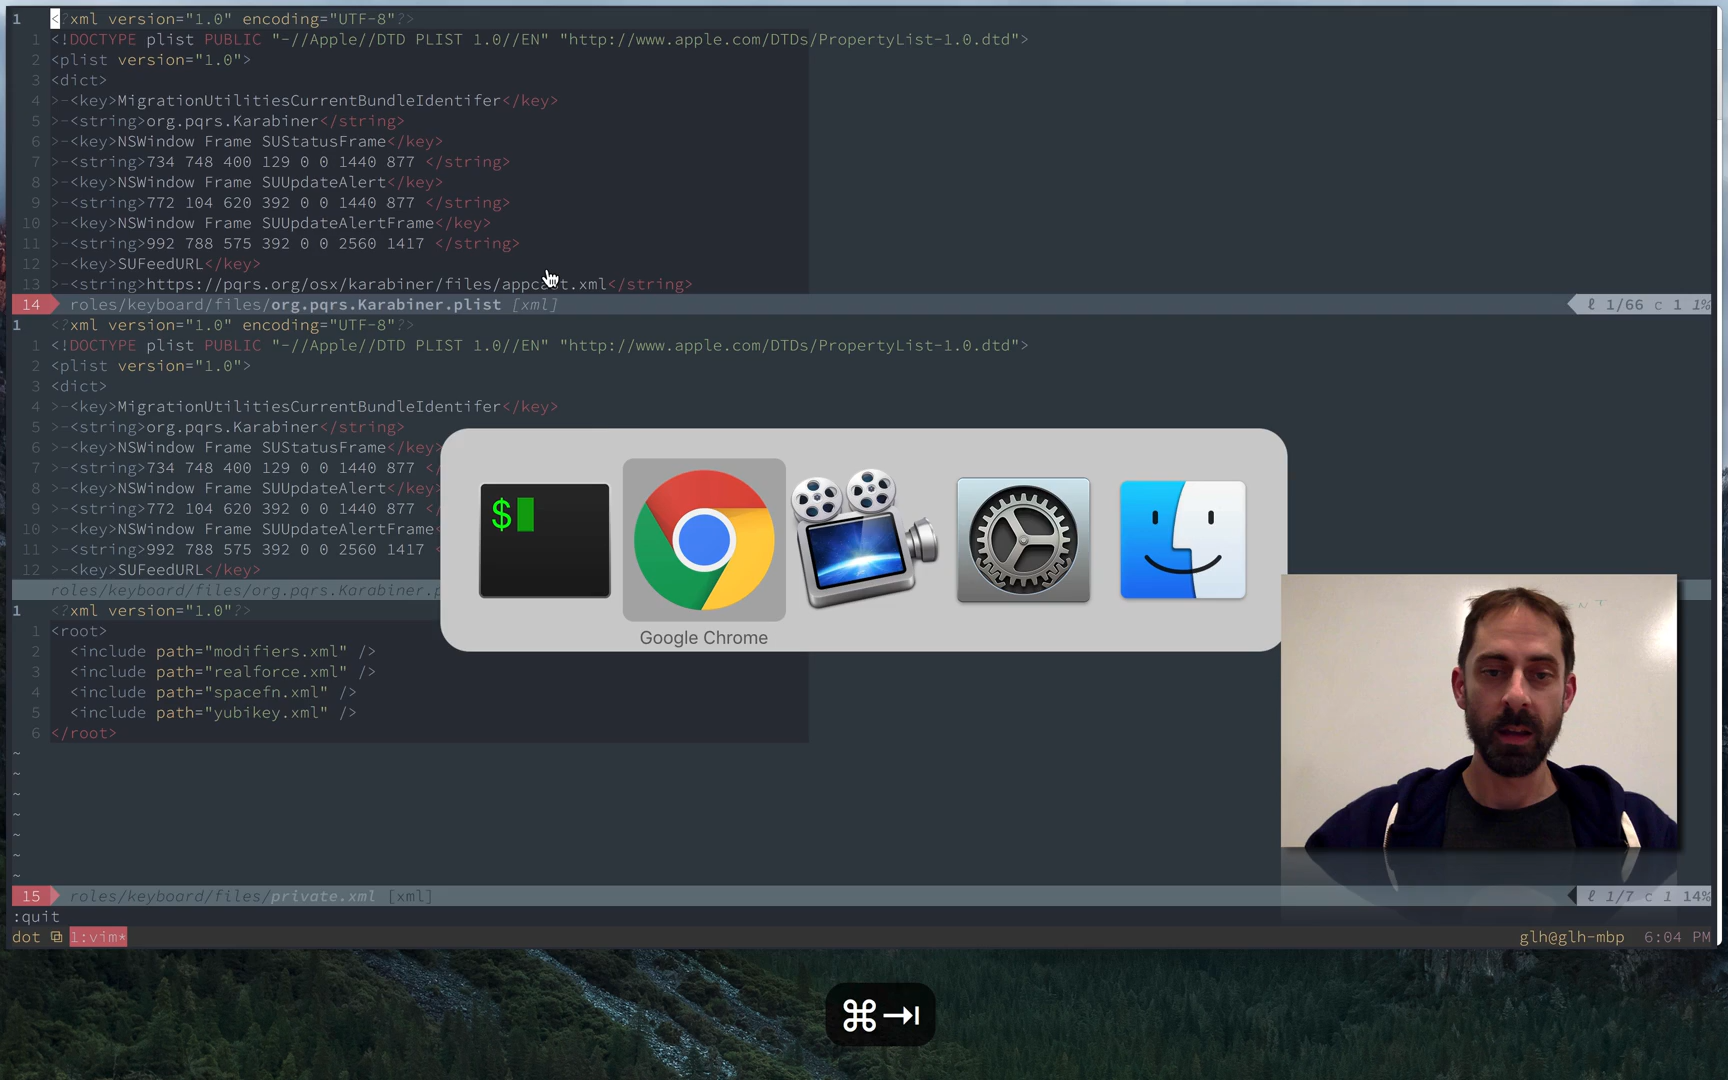 1 <?xml version="1.0" encoding="UTF-8"?>
1 <!DOCTYPE plist PUBLIC "-//Apple//DTD PLIST 1.0//EN" "http://www.apple.com/DTDs/PropertyList-1.0.dtd">
2 <plist version="1.0">
3 <dict>
4 >-<key>MigrationUtilitiesCurrentBundleIdentifer</key>
5 >-<string>org.pqrs.Karabiner</string>
6 >-<key>NSWindow Frame SUStatusFrame</key>
7 >-<string>734 748 400 129 0 0 1440 877 </string>
8 >-<key>NSWindow Frame SUUpdateAlert</key>
9 >-<string>772 104 620 392 0 0 1440 877 </string>
10 >-<key>NSWindow Frame SUUpdateAlertFrame</key>
11 >-<string>992 788 575 392 0 0 2560 1417 </string>
12 >-<key>SUFeedURL</key>
13 >-<string>https://pqrs.org/osx/karabiner/files/appcast.xml</string>
14 roles/keyboard/files/org.pqrs.Karabiner.plist [xml] ℓ 1/66 c 1 1%
1 <?xml version="1.0" encoding="UTF-8"?>
1 <!DOCTYPE plist PUBLIC "-//Apple//DTD PLIST 1.0//EN" "http://www.apple.com/DTDs/PropertyList-1.0.dtd">
2 <plist version="1.0">
3 <dict>
4 >-<key>MigrationUtilitiesCurrentBundleIdentifer</key>
5 >-<string>org.pqrs.Karabiner</string>
6 >-<key>NSWindow Frame SUStatusFrame</key>
7 >-<string>734 748 400 129 0 0 1440 877 </
8 >-<key>NSWindow Frame SUUpdateAlert</key>
9 >-<string>772 104 620 392 0 0 1440 877 </
10 >-<key>NSWindow Frame SUUpdateAlertFrame
11 >-<string>992 788 575 392 0 0 2560 1417 <
12 >-<key>SUFeedURL</key>
roles/keyboard/files/org.pqrs.Karabiner.p
1 <?xml version="1.0"?>
1 <root>
2 <include path="modifiers.xml" />
3 <include path="realforce.xml" />
4 <include path="spacefn.xml" />
5 <include path="yubikey.xml" />
6 </root>
~
~
~
~
~
~
~
$
Google Chrome
15 roles/keyboard/files/private.xml [xml] ℓ 1/7 c 1 14%
:quit
dot 1:vim* glh@glh-mbp 6:04 PM
⌘⇥